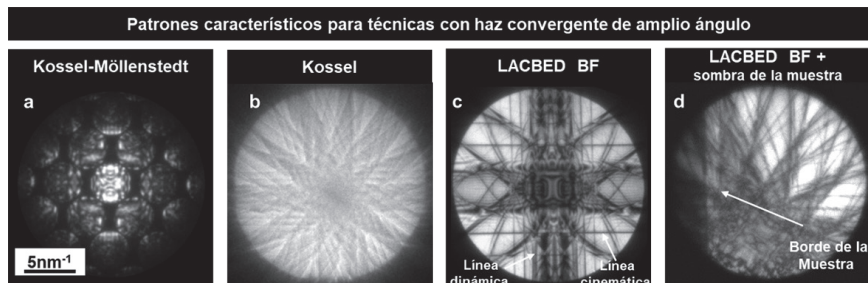 Patrones característicos para técnicas con haz convergente de amplio ángulo
Kossel-Möllenstedt
Kossel
LACBED BF
LACBED BF +
sombra de la muestra
a
b
c
d
5nm⁻¹
Línea
dinámica
Línea
cinemática
Borde de la
Muestra